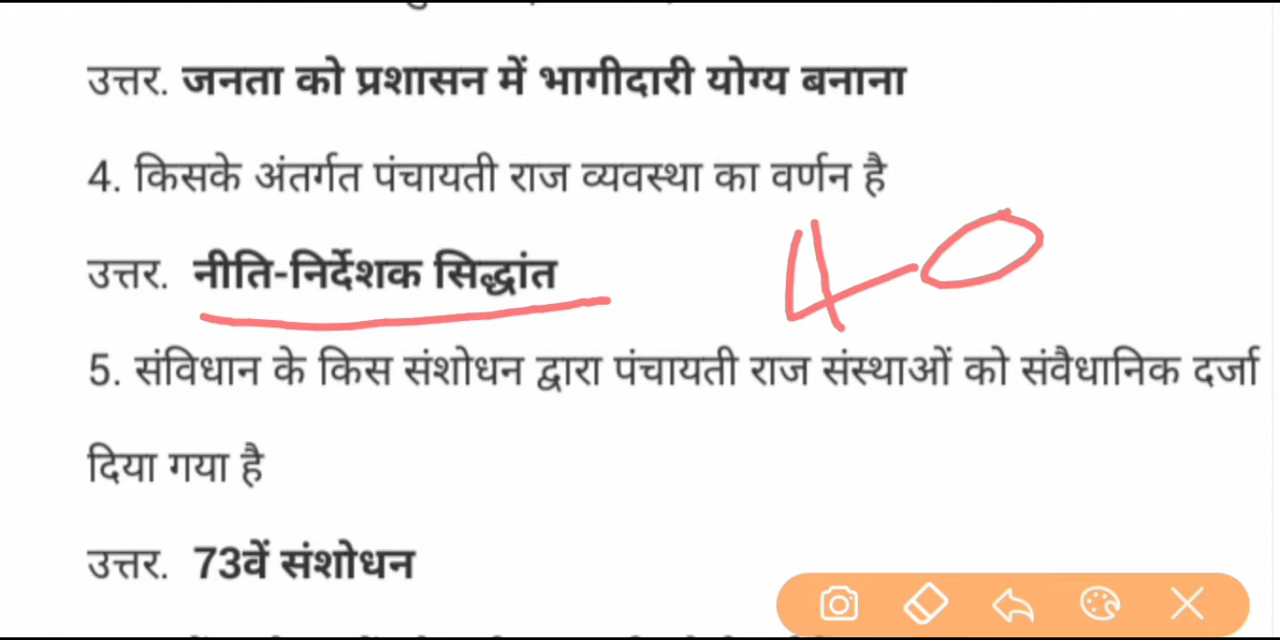 उत्तर. जनता को प्रशासन में भागीदारी योग्य बनाना
4. किसके अंतर्गत पंचायती राज व्यवस्था का वर्णन है
उत्तर. नीति-निर्देशक सिद्धांत
40
5. संविधान के किस संशोधन द्वारा पंचायती राज संस्थाओं को संवैधानिक दर्जा
दिया गया है
उत्तर. 73वें संशोधन